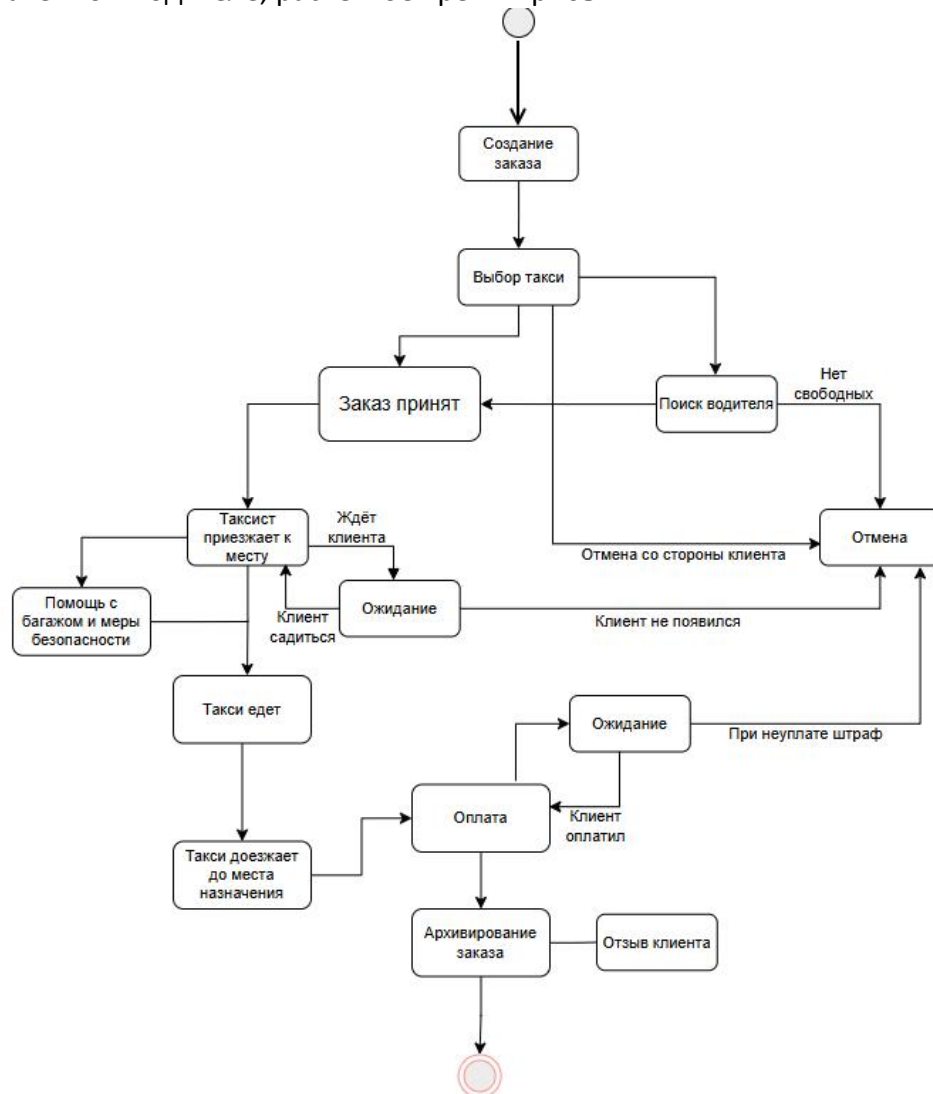 Создание
заказа
Выбор такси
Заказ принят
Поиск водителя
Нет
свободных
Таксист
приезжает к
месту
Ждёт
клиента
Отмена
Отмена со стороны клиента
Помощь с
багажом и меры
безопасности
Клиент
садиться
Ожидание
Клиент не появился
Такси едет
Ожидание
При неуплате штраф
Оплата
Клиент
оплатил
Такси доезжает
до места
назначения
Архивирование
заказа
Отзыв клиента